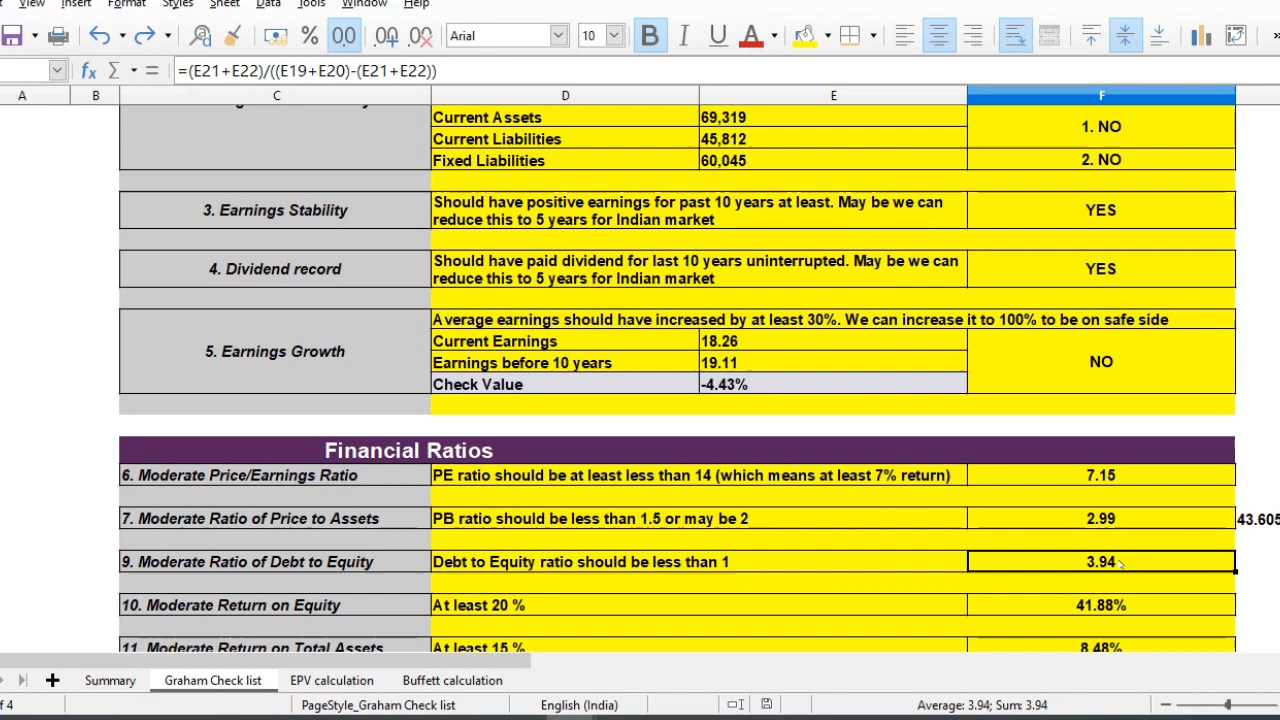 View Insert Format Styles Sheet Data Tools Window Help
Arial 10
=(E21+E22)/((E19+E20)-(E21+E22))
A B C D E F
Current Assets 69,319 1. NO
Current Liabilities 45,812
Fixed Liabilities 60,045 2. NO
3. Earnings Stability
Should have positive earnings for past 10 years at least. May be we can
reduce this to 5 years for Indian market
YES
4. Dividend record
Should have paid dividend for last 10 years uninterrupted. May be we can
reduce this to 5 years for Indian market
YES
5. Earnings Growth
Average earnings should have increased by at least 30%. We can increase it to 100% to be on safe side
Current Earnings 18.26
Earnings before 10 years 19.11
Check Value -4.43%
NO
Financial Ratios
6. Moderate Price/Earnings Ratio PE ratio should be at least less than 14 (which means at least 7% return) 7.15
7. Moderate Ratio of Price to Assets PB ratio should be less than 1.5 or may be 2 2.99 43.605
9. Moderate Ratio of Debt to Equity Debt to Equity ratio should be less than 1 3.94
10. Moderate Return on Equity At least 20 % 41.88%
11. Moderate Return on Total Assets At least 15 % 8.48%
Summary Graham Check list EPV calculation Buffett calculation
of 4 PageStyle_Graham Check list English (India) Average: 3.94; Sum: 3.94